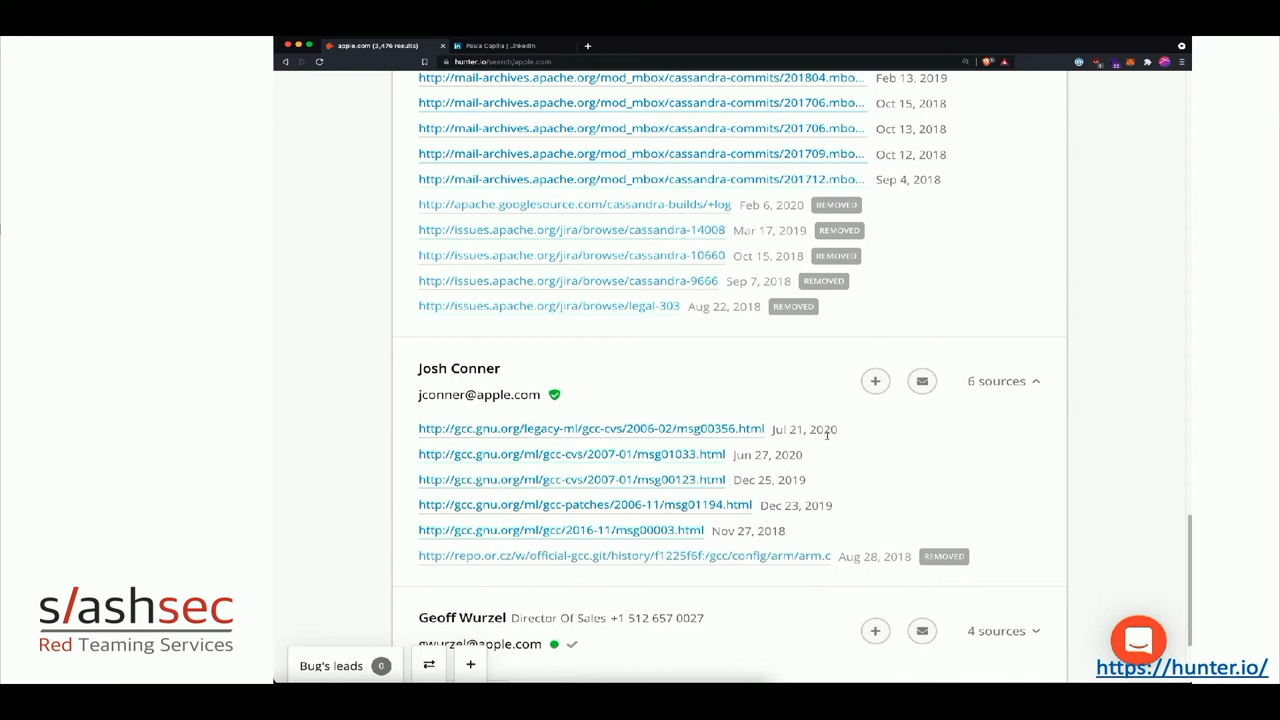 apple.com (3,476 results)
Paula Capilla | LinkedIn
hunter.io/search/apple.com
http://mail-archives.apache.org/mod_mbox/cassandra-commits/201804.mbo... Feb 13, 2019
http://mail-archives.apache.org/mod_mbox/cassandra-commits/201706.mbo... Oct 15, 2018
http://mail-archives.apache.org/mod_mbox/cassandra-commits/201706.mbo... Oct 13, 2018
http://mail-archives.apache.org/mod_mbox/cassandra-commits/201709.mbo... Oct 12, 2018
http://mail-archives.apache.org/mod_mbox/cassandra-commits/201712.mbo... Sep 4, 2018
http://apache.googlesource.com/cassandra-builds/+log Feb 6, 2020 REMOVED
http://issues.apache.org/jira/browse/cassandra-14008 Mar 17, 2019 REMOVED
http://issues.apache.org/jira/browse/cassandra-10660 Oct 15, 2018 REMOVED
http://issues.apache.org/jira/browse/cassandra-9666 Sep 7, 2018 REMOVED
http://issues.apache.org/jira/browse/legal-303 Aug 22, 2018 REMOVED
Josh Conner
jconner@apple.com
6 sources
http://gcc.gnu.org/legacy-ml/gcc-cvs/2006-02/msg00356.html Jul 21, 2020
http://gcc.gnu.org/ml/gcc-cvs/2007-01/msg01033.html Jun 27, 2020
http://gcc.gnu.org/ml/gcc-cvs/2007-01/msg00123.html Dec 25, 2019
http://gcc.gnu.org/ml/gcc-patches/2006-11/msg01194.html Dec 23, 2019
http://gcc.gnu.org/ml/gcc/2016-11/msg00003.html Nov 27, 2018
http://repo.or.cz/w/official-gcc.git/history/f1225f6f:/gcc/config/arm/arm.c Aug 28, 2018 REMOVED
Geoff Wurzel Director Of Sales +1 512 657 0027
gwurzel@apple.com
4 sources
Bug's leads 0
s/ashsec
Red Teaming Services
https://hunter.io/